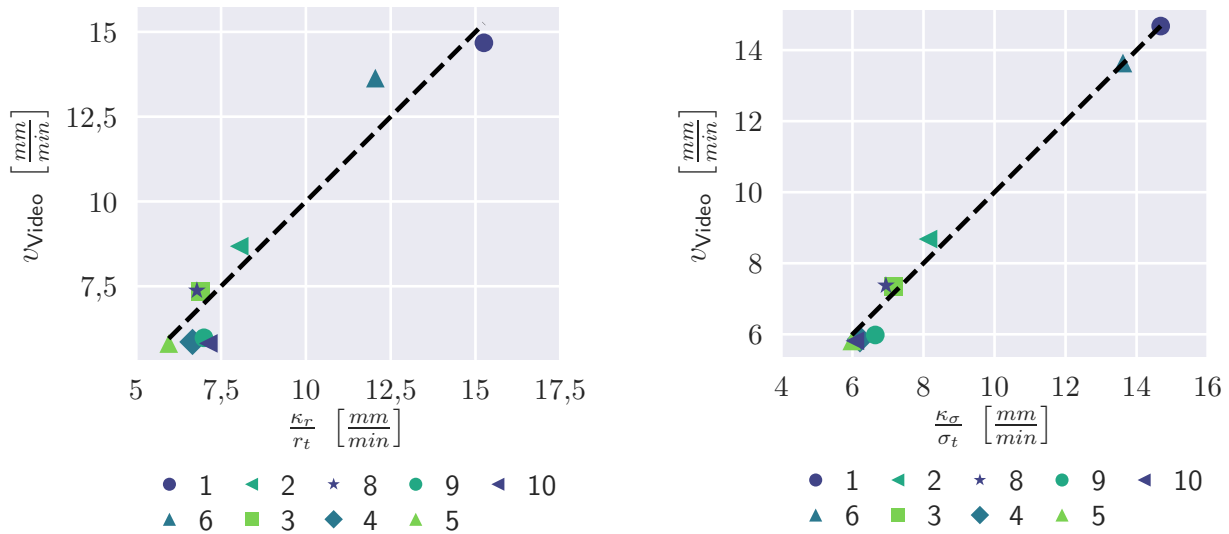 15
12,5
10
7,5
v_Video [mm/min]
5 7,5 10 12,5 15 17,5
κ_r/r_t [mm/min]
1 2 8 9 10
6 3 4 5
14
12
10
8
6
v_Video [mm/min]
4 6 8 10 12 14 16
κ_σ/σ_t [mm/min]
1 2 8 9 10
6 3 4 5